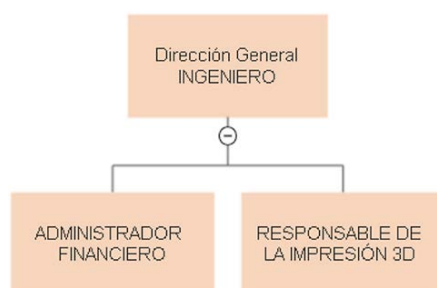 Dirección General
INGENIERO
ADMINISTRADOR
FINANCIERO
RESPONSABLE DE
LA IMPRESIÓN 3D